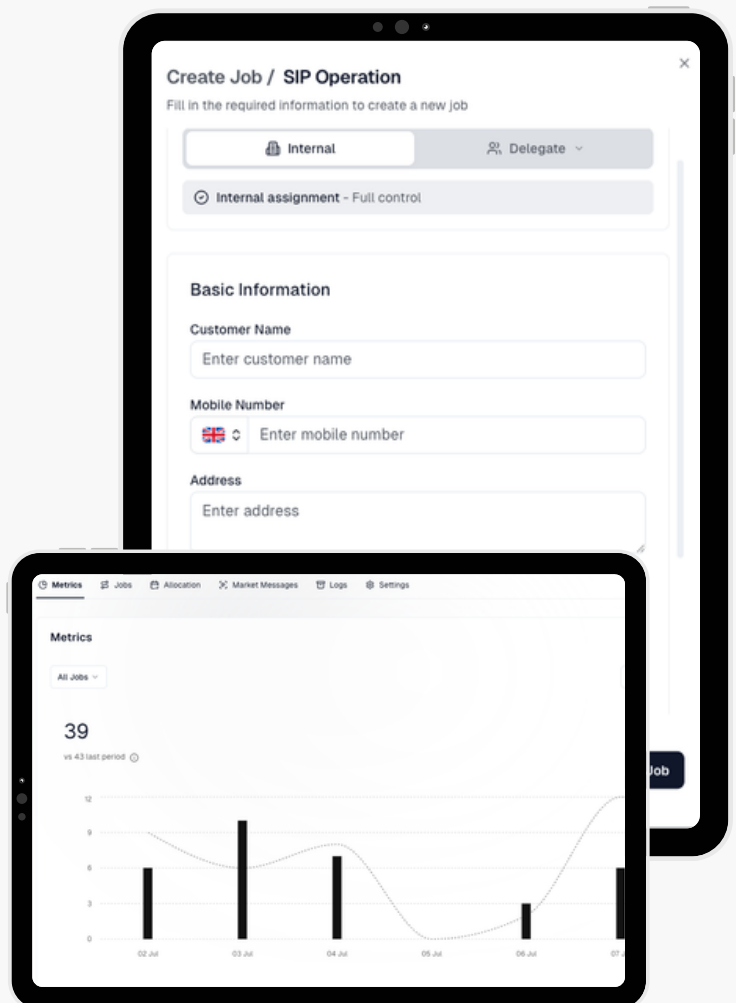 Create Job / SIP Operation
Fill in the required information to create a new job
Internal
Delegate
Internal assignment - Full control
Basic Information
Customer Name
Enter customer name
Mobile Number
Enter mobile number
Address
Enter address
Job
Metrics Jobs Allocation Market Messages Logs Settings
Metrics
All Jobs
39
vs 43 last period
12
9
6
3
0
02 Jul 03 Jul 04 Jul 05 Jul 06 Jul 07 J